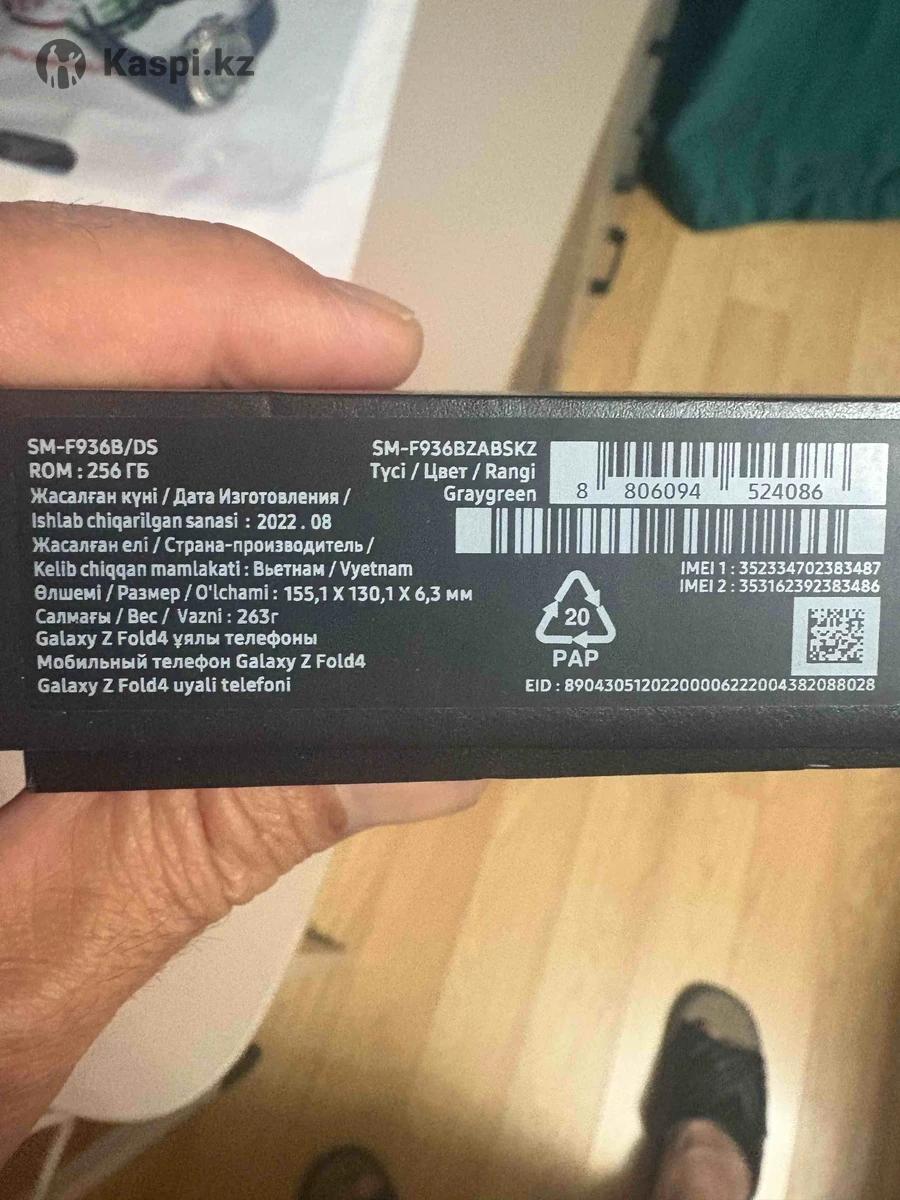 Kaspi.kz
SM-F936B/DS
ROM : 256 ГБ
Жасалған күні / Дата Изготовления /
Ishlab chiqarilgan sanasi : 2022 . 08
Жасалған елі / Страна-производитель /
Kelib chiqqan mamlakati : Вьетнам / Vyetnam
Өлшемі / Размер / O'lchami : 155,1 X 130,1 X 6,3 мм
Салмағы / Вес / Vazni : 263г
Galaxy Z Fold4 ұялы телефоны
Мобильный телефон Galaxy Z Fold4
Galaxy Z Fold4 uyali telefoni
SM-F936BZABSKZ
Түсі / Цвет / Rangi
Graygreen
8 806094 524086
IMEI 1 : 352334702383487
IMEI 2 : 353162392383486
20
PAP
EID : 89043051202200006222004382088028